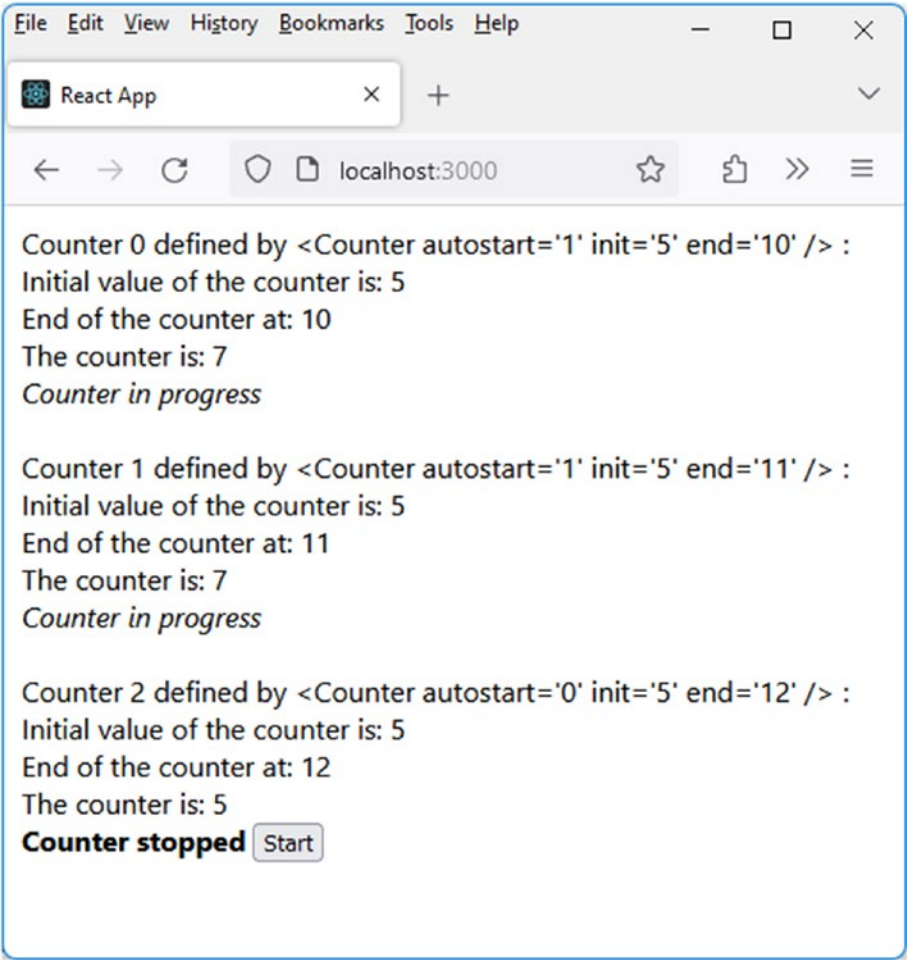 File Edit View History Bookmarks Tools Help
React App
localhost:3000
Counter 0 defined by <Counter autostart='1' init='5' end='10' /> :
Initial value of the counter is: 5
End of the counter at: 10
The counter is: 7
Counter in progress
Counter 1 defined by <Counter autostart='1' init='5' end='11' /> :
Initial value of the counter is: 5
End of the counter at: 11
The counter is: 7
Counter in progress
Counter 2 defined by <Counter autostart='0' init='5' end='12' /> :
Initial value of the counter is: 5
End of the counter at: 12
The counter is: 5
Counter stopped Start